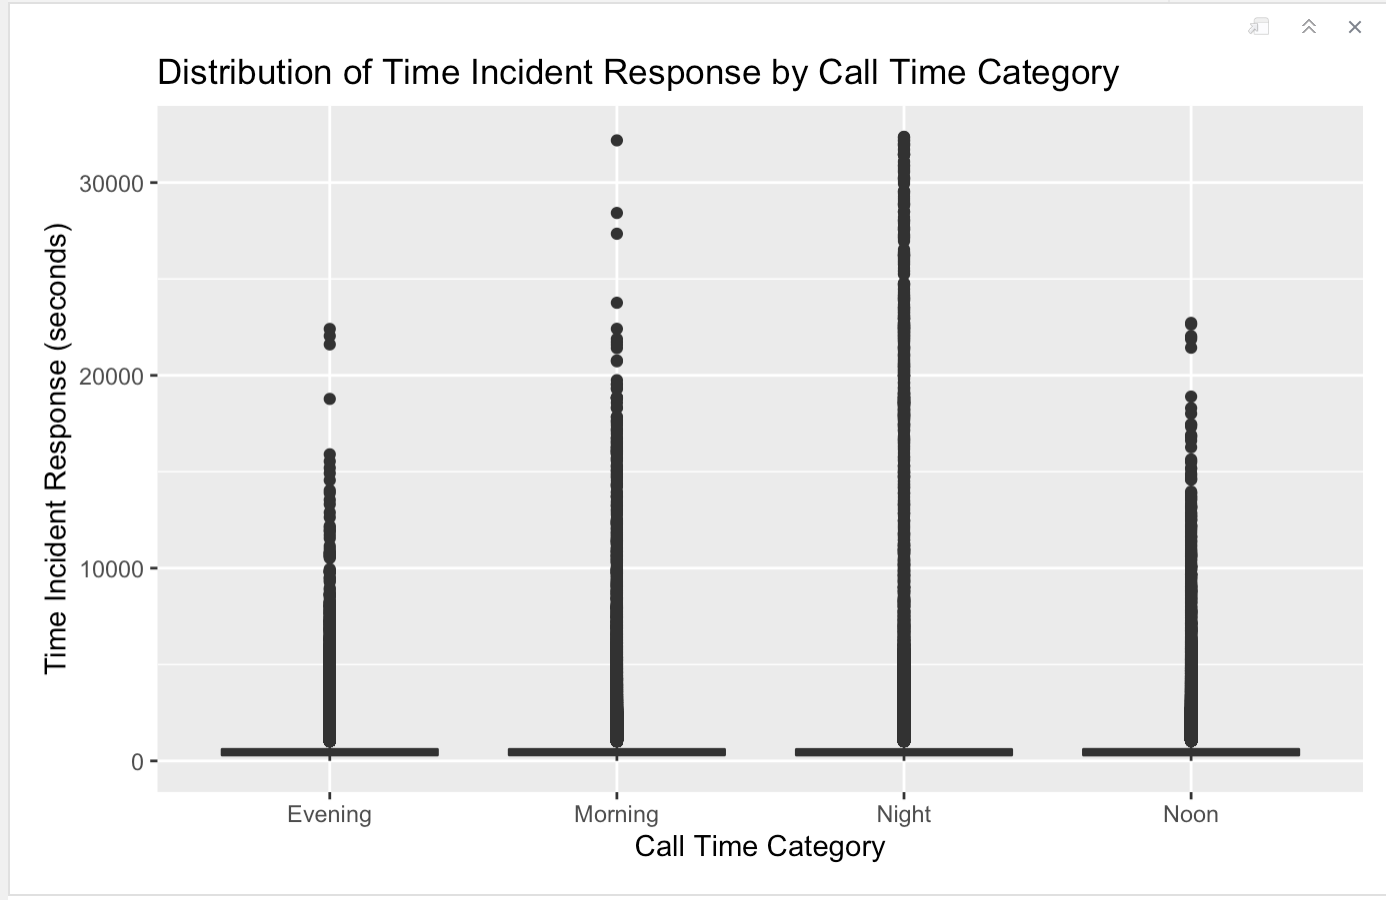 Distribution of Time Incident Response by Call Time Category
Time Incident Response (seconds)
30000
20000
10000
0
Evening Morning Night Noon
Call Time Category